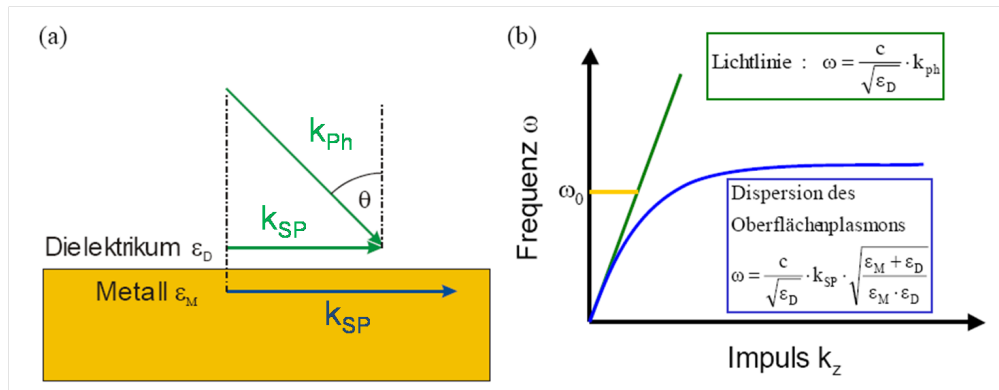 (a)
k_Ph
θ
k_SP
Dielektrikum ε_D
Metall ε_M
k_SP
(b)
Lichtlinie : ω = c/√ε_D · k_ph
Frequenz ω
ω_0
Dispersion des
Oberflächenplasmons
ω = c/√ε_D · k_SP · √((ε_M + ε_D)/(ε_M · ε_D))
Impuls k_z